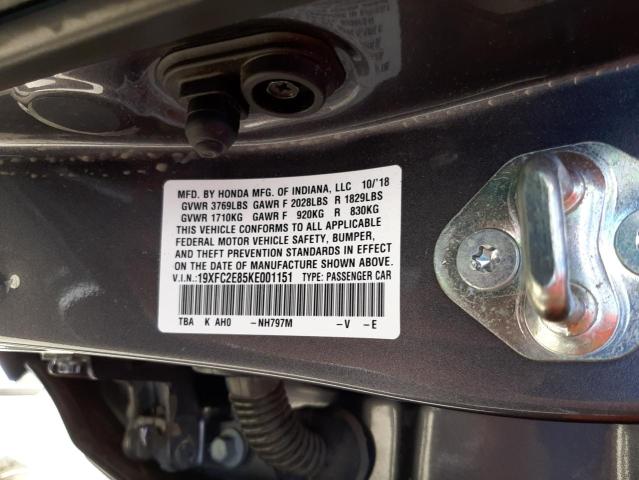 MFD. BY HONDA MFG. OF INDIANA, LLC 10/'18
GVWR 3769LBS GAWR F 2028LBS R 1829LBS
GVWR 1710KG GAWR F 920KG R 830KG
THIS VEHICLE CONFORMS TO ALL APPLICABLE
FEDERAL MOTOR VEHICLE SAFETY, BUMPER,
AND THEFT PREVENTION STANDARDS IN EFFECT
ON THE DATE OF MANUFACTURE SHOWN ABOVE.
V.I.N.:19XFC2E85KE001151 TYPE: PASSENGER CAR
TBA K AH0 -NH797M -V -E